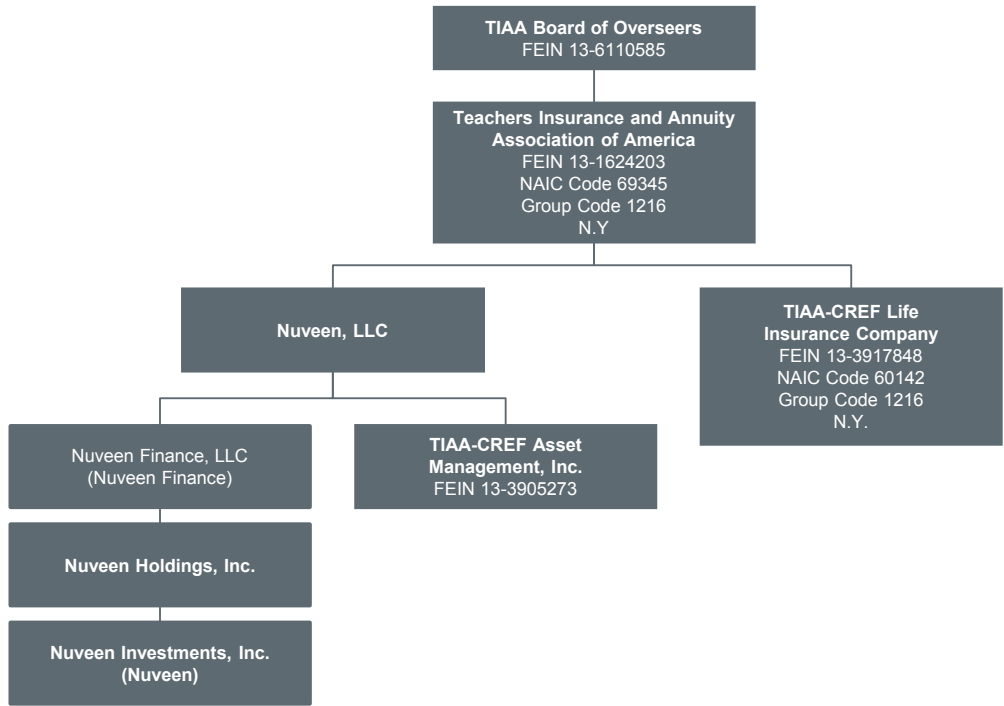 TIAA Board of Overseers
FEIN 13-6110585
Teachers Insurance and Annuity
Association of America
FEIN 13-1624203
NAIC Code 69345
Group Code 1216
N.Y
Nuveen, LLC
TIAA-CREF Life
Insurance Company
FEIN 13-3917848
NAIC Code 60142
Group Code 1216
N.Y.
Nuveen Finance, LLC
(Nuveen Finance)
TIAA-CREF Asset
Management, Inc.
FEIN 13-3905273
Nuveen Holdings, Inc.
Nuveen Investments, Inc.
(Nuveen)